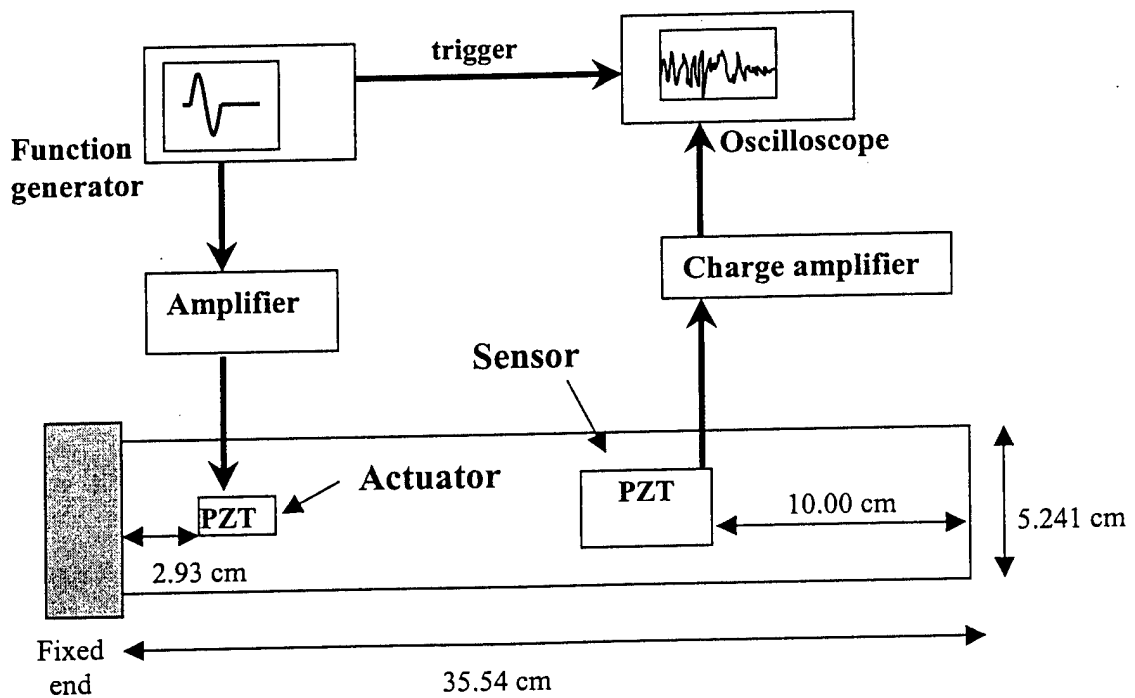 trigger
Function
generator
Oscilloscope
Amplifier
Charge amplifier
Sensor
Actuator
PZT
PZT
10.00 cm
5.241 cm
2.93 cm
Fixed
end
35.54 cm